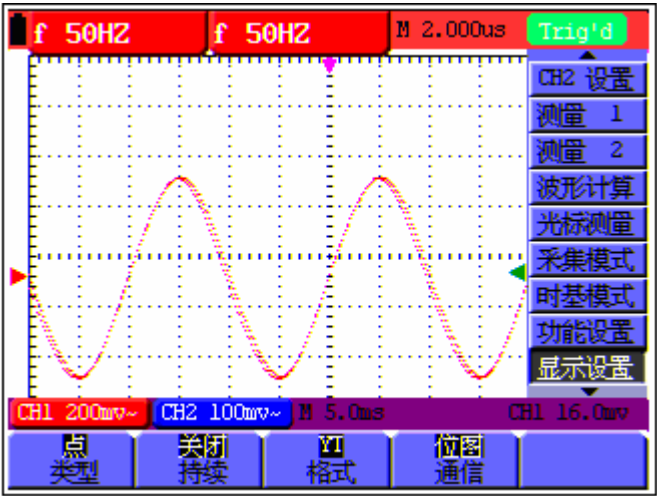 f 50HZ f 50HZ M 2.000us Trig'd
CH2 设置
测量 1
测量 2
波形计算
光标测量
采集模式
时基模式
功能设置
显示设置
CH1 200mv~ CH2 100mv~ M 5.0ms CH1 16.0mv
点 关闭 YT 位图
类型 持续 格式 通信